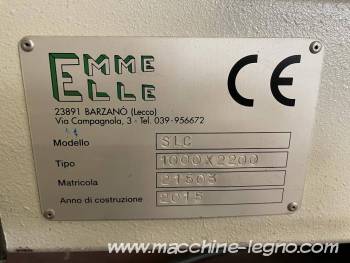 EMME
ELLE
CE
23891 BARZANÓ (Lecco)
Via Campagnola, 3 - Tel. 039-956672
Modello SLC
Tipo 1000X2200
Matricola 21503
Anno di costruzione 2015
www.macchine-legno.com